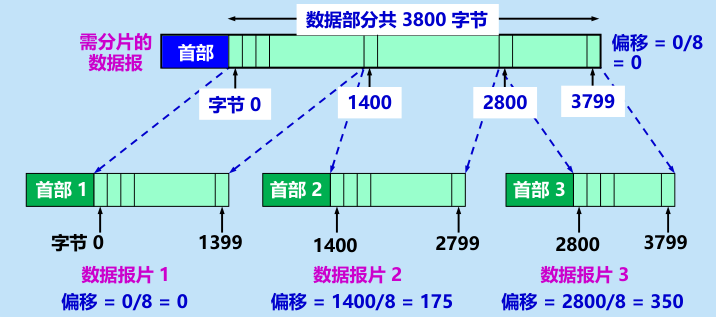 数据部分共 3800 字节
需分片的
数据报
首部
偏移 = 0/8
= 0
字节 0
1400
2800
3799
首部 1
首部 2
首部 3
字节 0
1399
1400
2799
2800
3799
数据报片 1
数据报片 2
数据报片 3
偏移 = 0/8 = 0
偏移 = 1400/8 = 175
偏移 = 2800/8 = 350